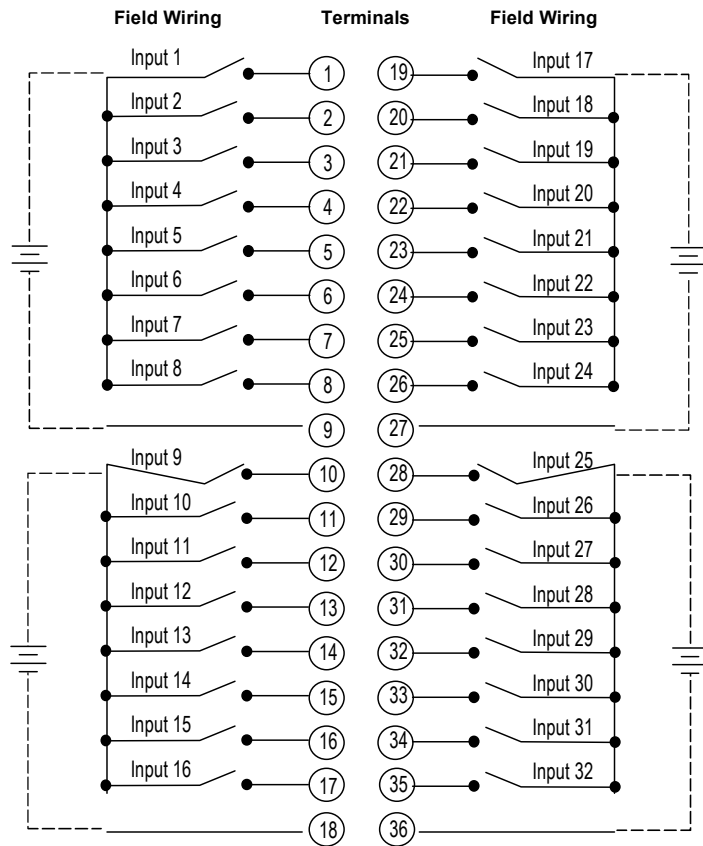 Field Wiring Terminals Field Wiring
Input 1 1 19 Input 17
Input 2 2 20 Input 18
Input 3 3 21 Input 19
Input 4 4 22 Input 20
Input 5 5 23 Input 21
Input 6 6 24 Input 22
Input 7 7 25 Input 23
Input 8 8 26 Input 24
9 27
Input 9 10 28 Input 25
Input 10 11 29 Input 26
Input 11 12 30 Input 27
Input 12 13 31 Input 28
Input 13 14 32 Input 29
Input 14 15 33 Input 30
Input 15 16 34 Input 31
Input 16 17 35 Input 32
18 36